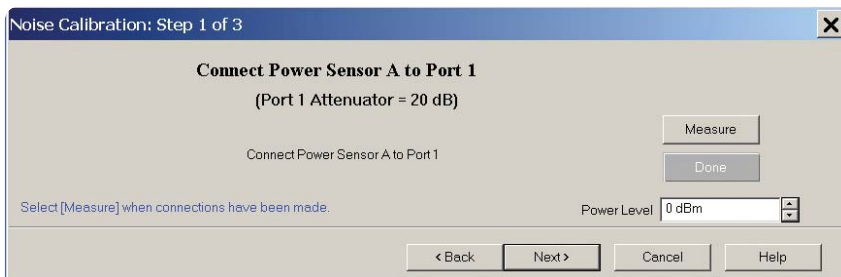 Noise Calibration: Step 1 of 3
Connect Power Sensor A to Port 1
(Port 1 Attenuator = 20 dB)
Measure
Connect Power Sensor A to Port 1
Done
Select [Measure] when connections have been made.
Power Level 0 dBm
< Back Next > Cancel Help